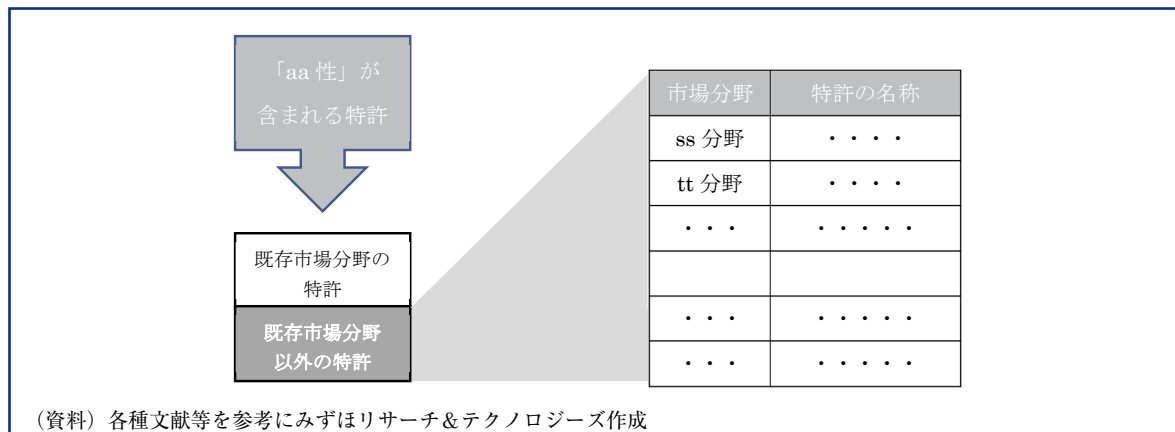 「aa 性」が
含まれる特許
既存市場分野の
特許
既存市場分野
以外の特許
市場分野 特許の名称
ss 分野 ・・・・
tt 分野 ・・・・
・・・ ・・・・・
・・・ ・・・・・
・・・ ・・・・・
（資料）各種文献等を参考にみずほリサーチ＆テクノロジーズ作成